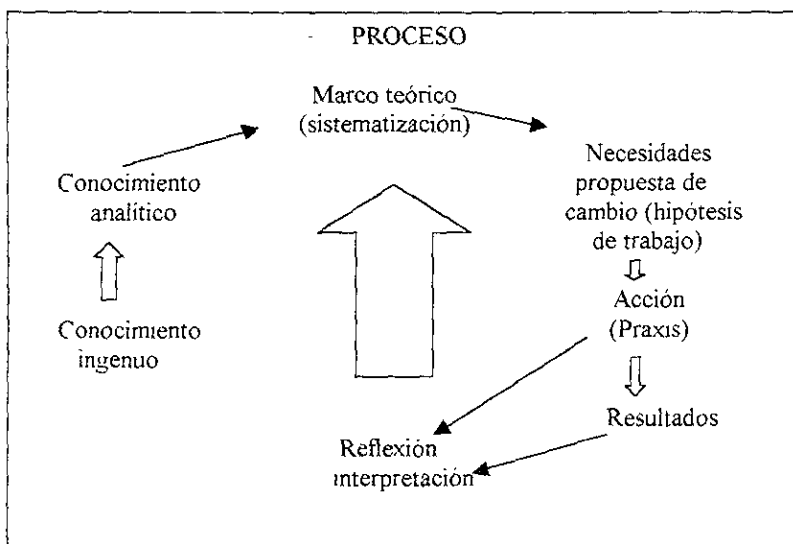 PROCESO
Marco teórico
(sistematización)
Necesidades
propuesta de
cambio (hipótesis
de trabajo)
Conocimiento
analítico
Acción
(Praxis)
Conocimiento
ingenuo
Resultados
Reflexión
interpretación